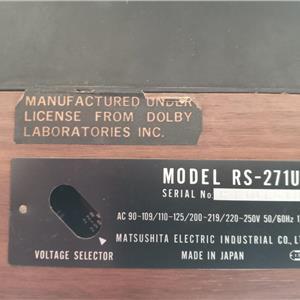 MANUFACTURED UNDER
LICENSE FROM DOLBY
LABORATORIES INC.
MODEL RS-271U
SERIAL No.
AC 90-109/110-125/200-219/220-250V 50/60Hz
VOLTAGE SELECTOR
MATSUSHITA ELECTRIC INDUSTRIAL CO., L
MADE IN JAPAN